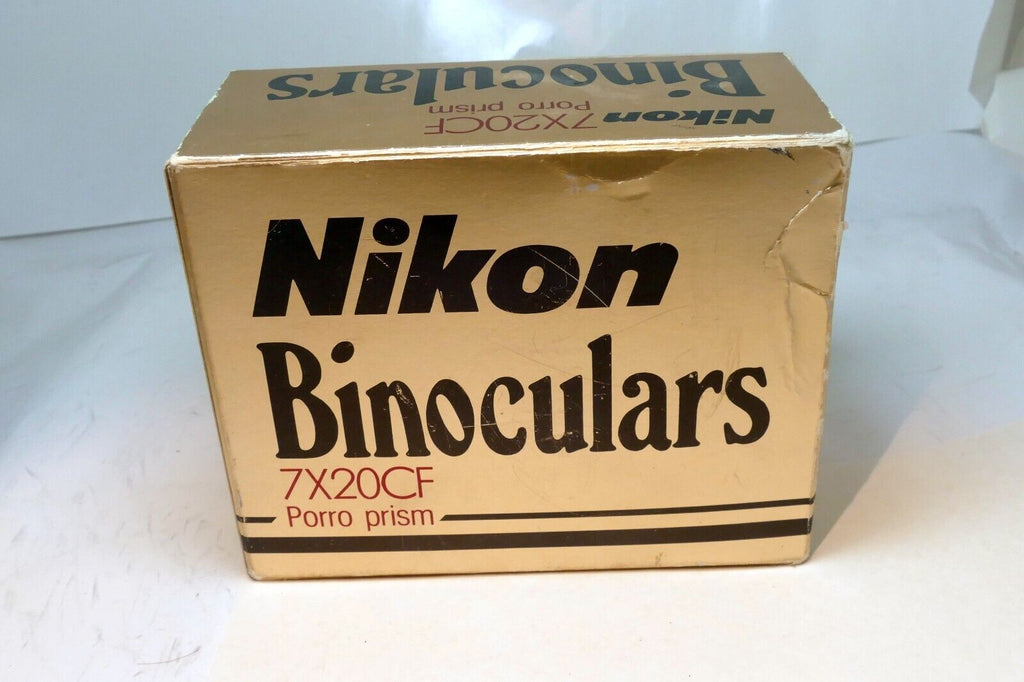 Binoculars
Nikon 7X20CF
Porro prism
Nikon
Binoculars
7X20CF
Porro prism